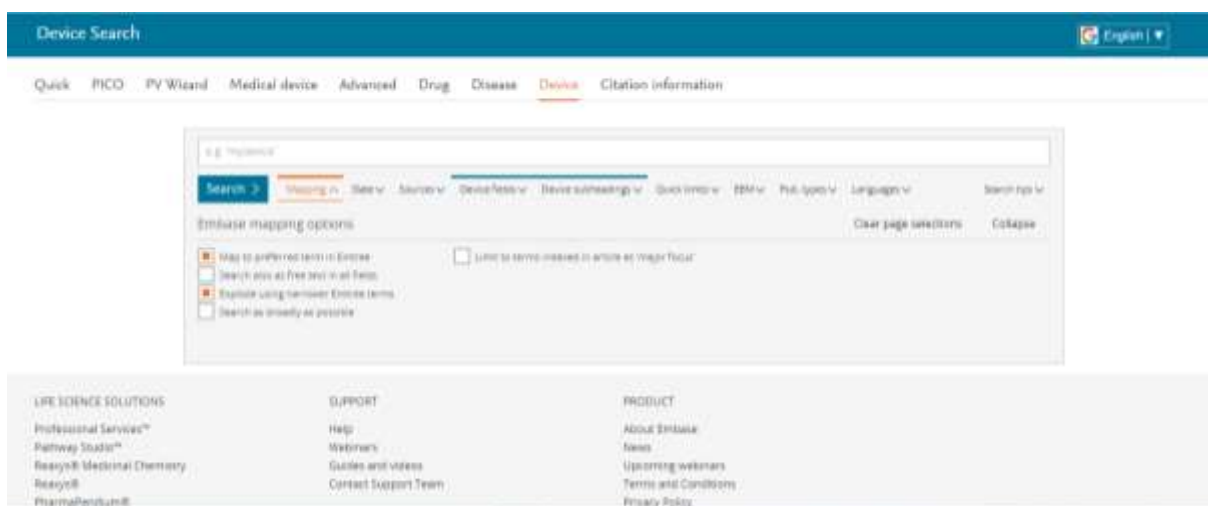 Device Search
English | ▼
Quick PICO PV Wizard Medical device Advanced Drug Disease Device Citation information
e.g.
Search > Mapping Date Sources Device fields Device subheadings Quick limits EBM Pub. types Languages Search tips
Embase mapping options Clear page selections Collapse
Map to preferred term in Emtree Limit to terms indexed in article as 'major focus'
Search also as free text in all fields
Explode using narrower Emtree terms
Search as broadly as possible
LIFE SCIENCE SOLUTIONS SUPPORT PRODUCT
Professional Services™ Help About Embase
Pathway Studio™ Webinars News
Reaxys® Medicinal Chemistry Guides and videos Upcoming webinars
Reaxys® Contact Support Team Terms and Conditions
PharmaPendium® Privacy Policy